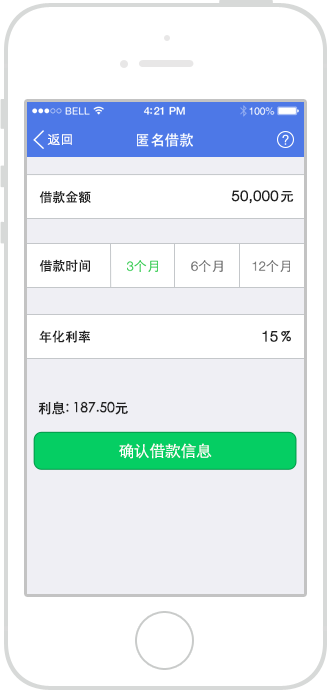 BELL 4:21 PM 100%
返回 匿名借款 ?
借款金额 50,000元
借款时间 3个月 6个月 12个月
年化利率 15%
利息: 187.50元
确认借款信息